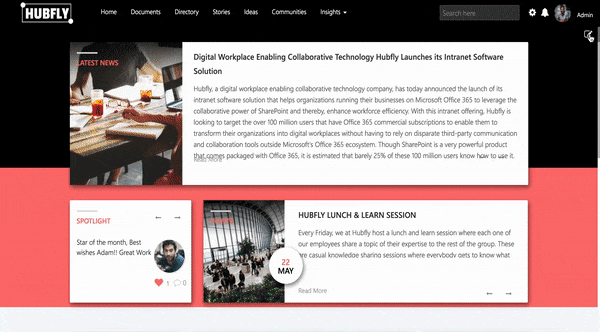 HUBFLY
Home Documents Directory Stories Ideas Communities Insights
Search here
Admin
LATEST NEWS
Digital Workplace Enabling Collaborative Technology Hubfly Launches its Intranet Software
Solution
Hubfly, a digital workplace enabling collaborative technology company, has today announced the launch of its
intranet software solution that helps organizations running their businesses on Microsoft Office 365 to leverage the
collaborative power of SharePoint and thereby, enhance workforce efficiency. With this intranet offering, Hubfly is
looking to target the over 100 million users that have Office 365 commercial subscriptions to enable them to
transform their organizations into digital workplaces without having to rely on disparate third-party communication
and collaboration tools outside Microsoft's Office 365 ecosystem. Though SharePoint is a very powerful product
that comes packaged with Office 365, it is estimated that barely 25% of these 100 million users know how to use it.
Read More
SPOTLIGHT
Star of the month, Best
wishes Adam!! Great Work
1 0
22
MAY
HUBFLY LUNCH & LEARN SESSION
Every Friday, we at Hubfly host a lunch and learn session where each one of
our employees share a topic of their expertise to the rest of the group. These
are casual knowledge sharing sessions where everybody gets to know what
Read More